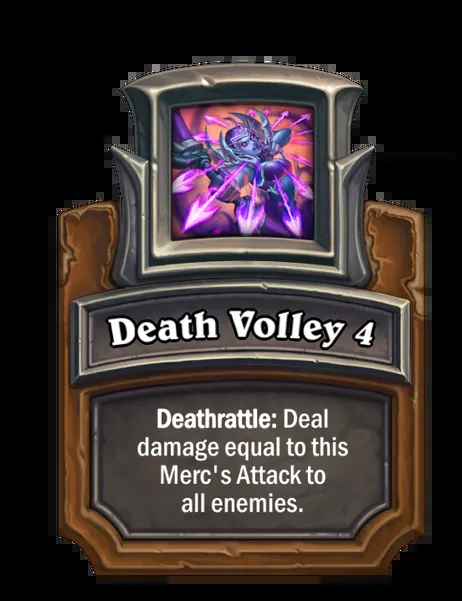 Death Volley 4
Deathrattle: Deal
damage equal to this
Merc's Attack to
all enemies.